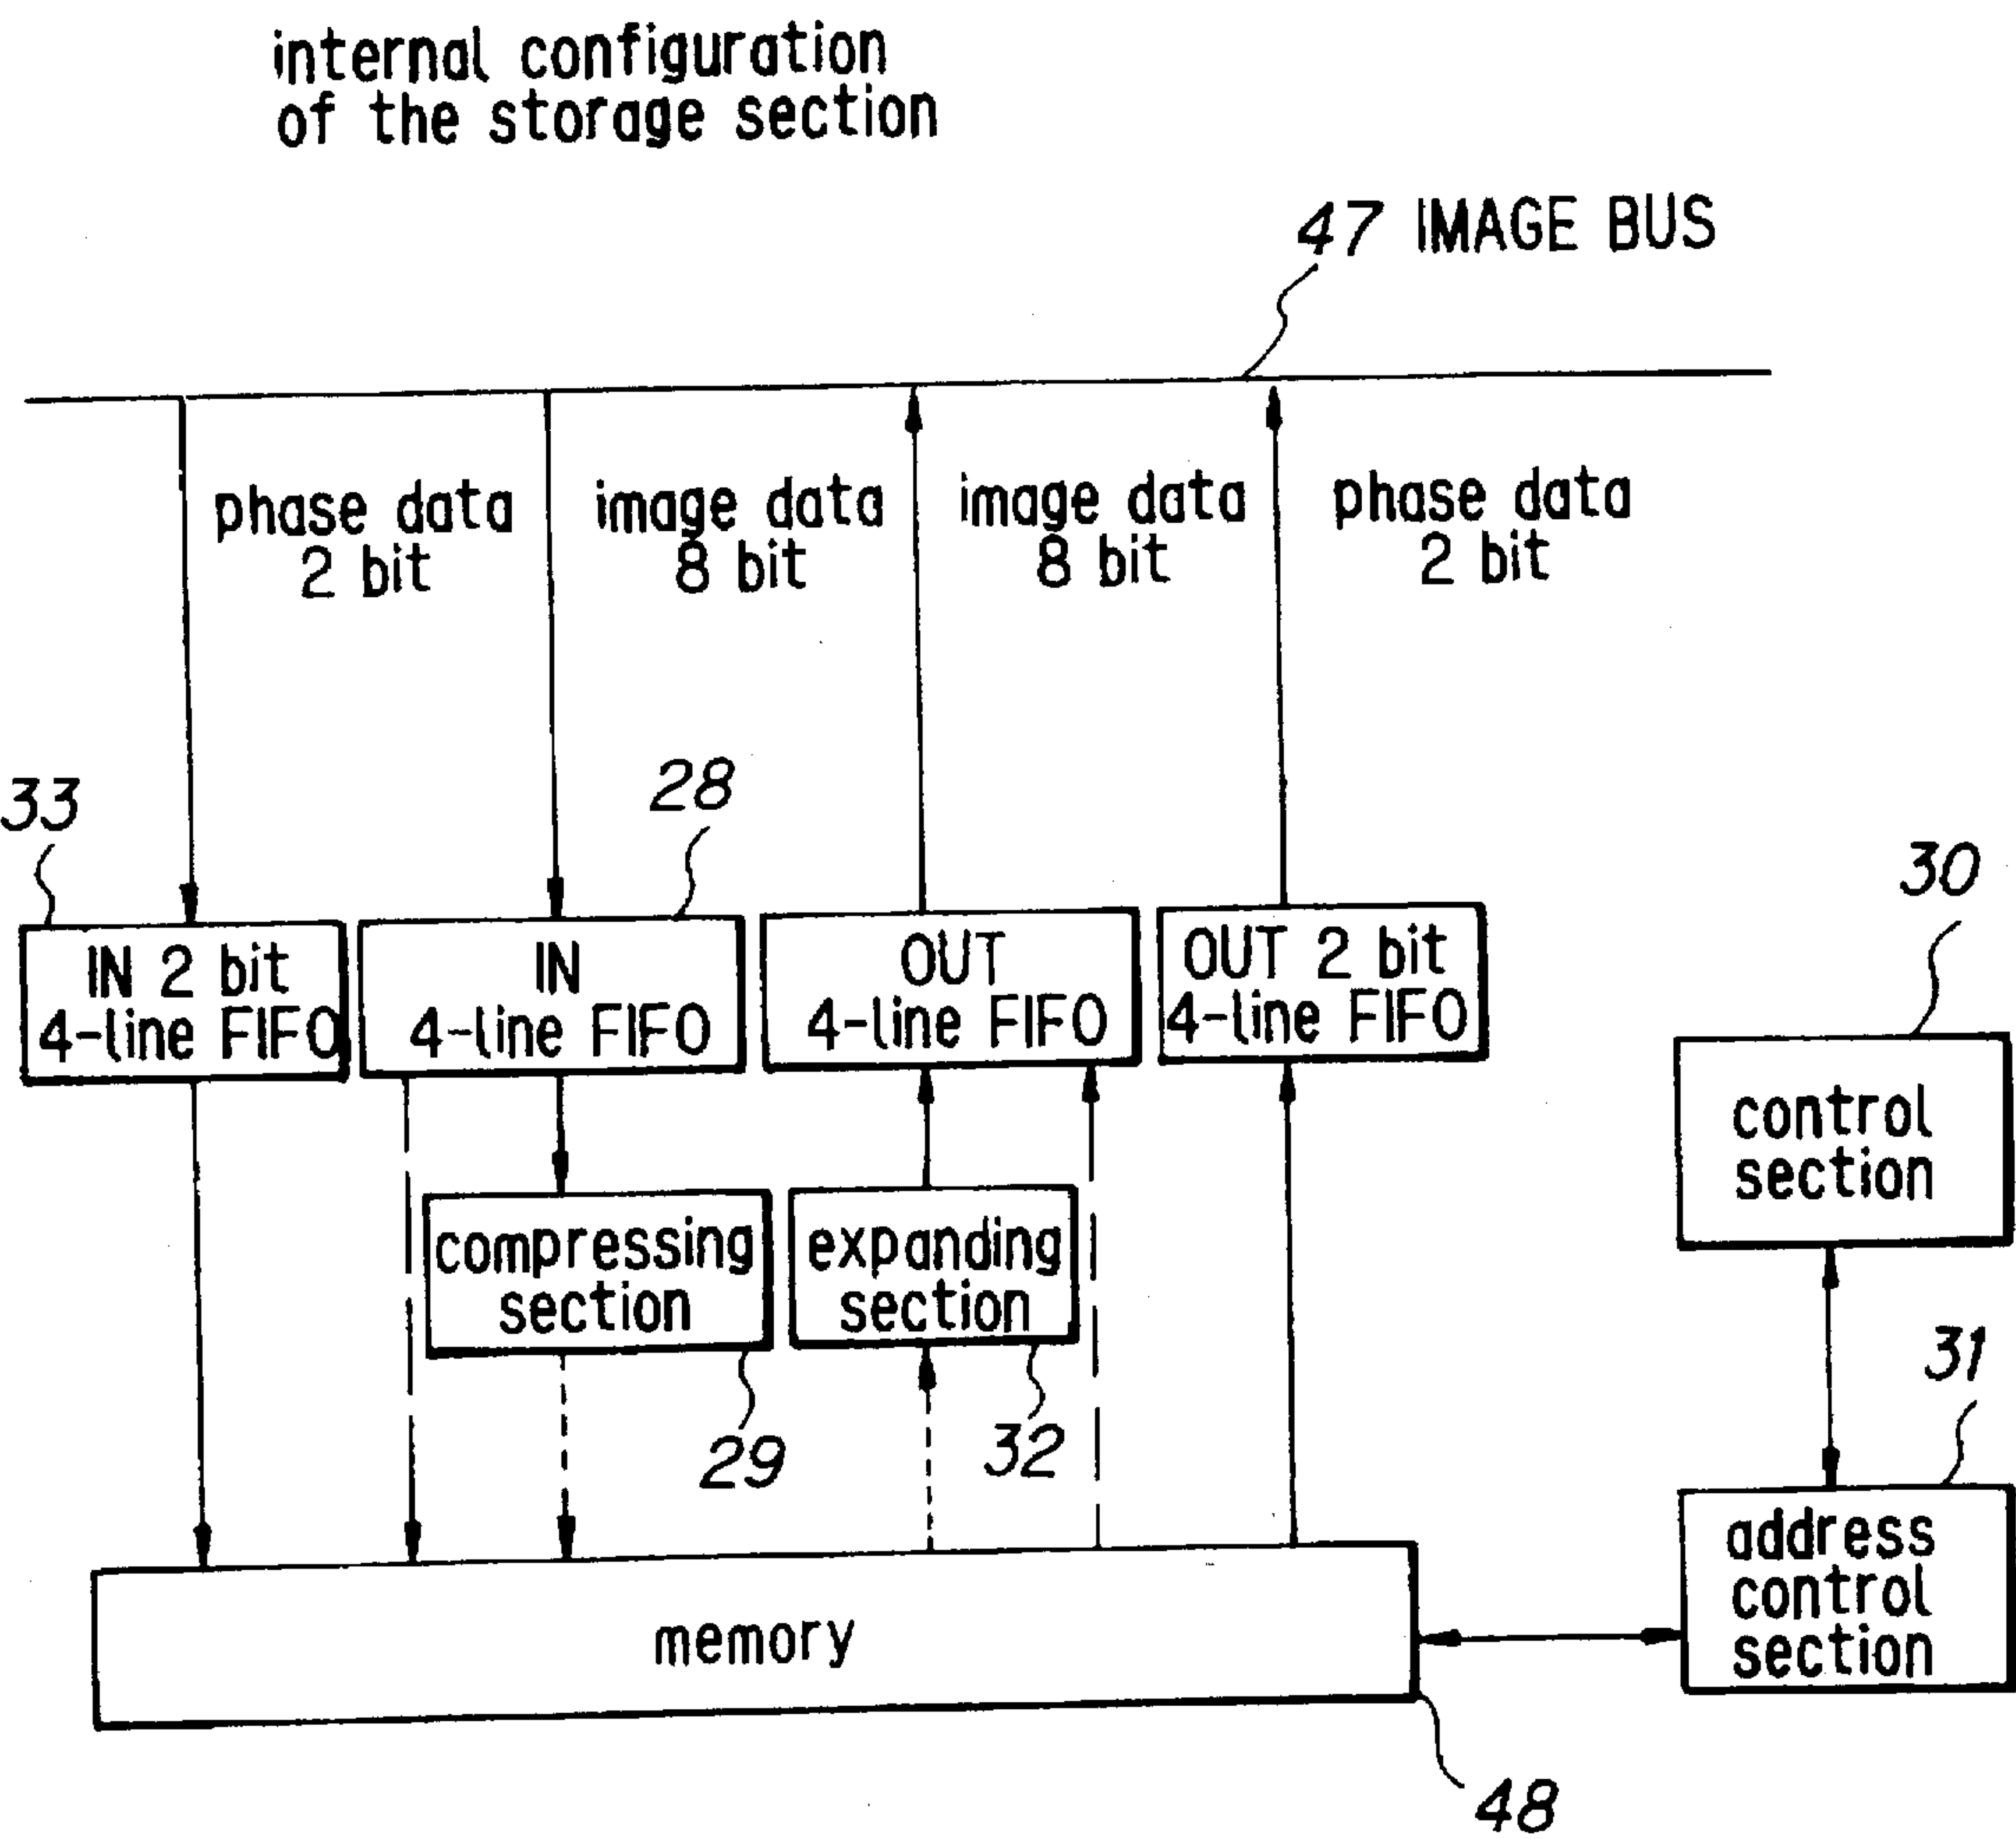 internal configuration
of the storage section
47 IMAGE BUS
phase data
2 bit
image data
8 bit
image data
8 bit
phase data
2 bit
33
28
30
IN 2 bit
4-line FIFO
IN
4-line FIFO
OUT
4-line FIFO
OUT 2 bit
4-line FIFO
control
section
compressing
section
expanding
section
29
32
31
address
control
section
memory
48